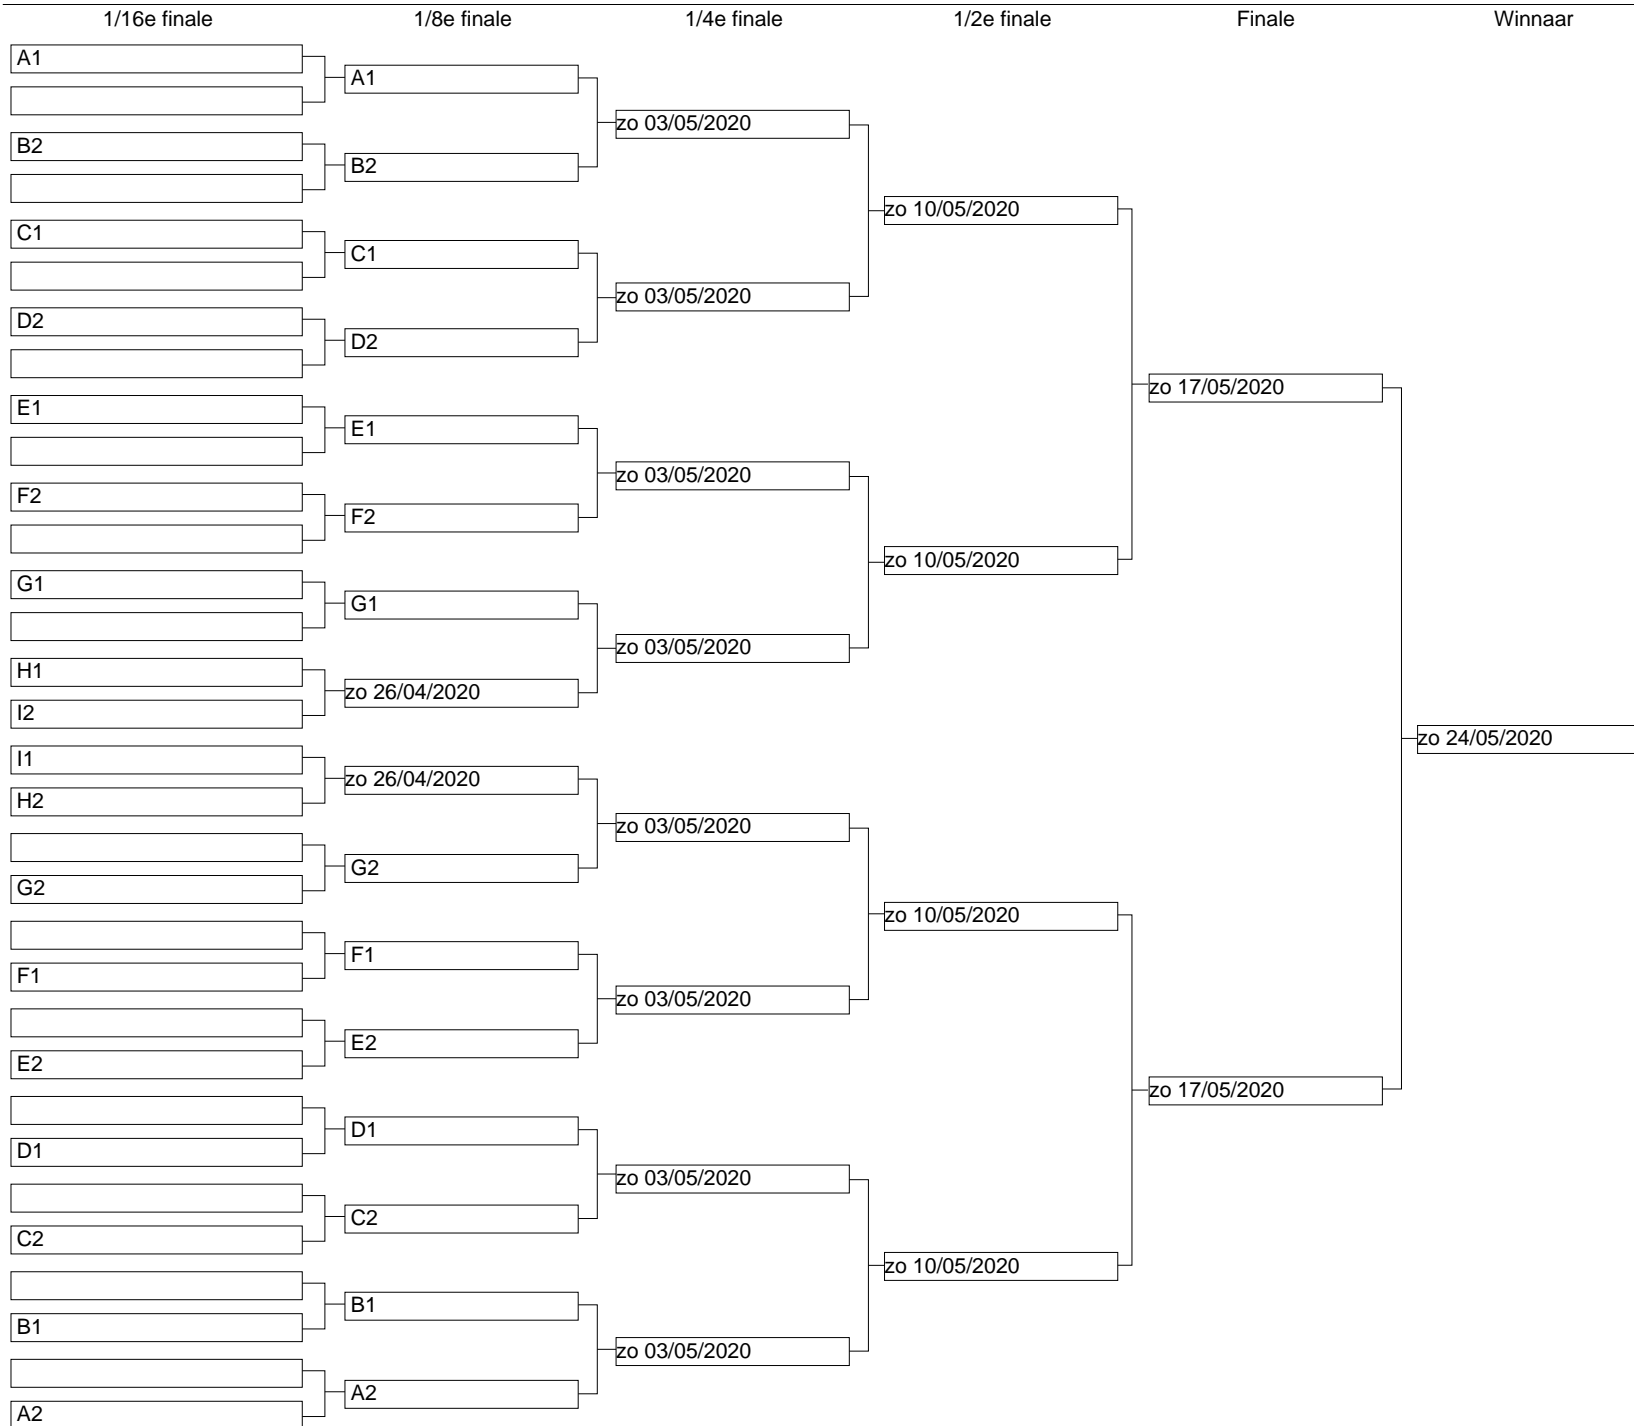 1/16e finale 1/8e finale 1/4e finale 1/2e finale Finale Winnaar
A1
B2
C1
D2
E1
F2
G1
H1
I2
I1
H2
G2
F1
E2
D1
C2
B1
A2
A1
B2
C1
D2
E1
F2
G1
zo 26/04/2020
zo 26/04/2020
G2
F1
E2
D1
C2
B1
A2
zo 03/05/2020
zo 03/05/2020
zo 03/05/2020
zo 03/05/2020
zo 03/05/2020
zo 03/05/2020
zo 03/05/2020
zo 03/05/2020
zo 10/05/2020
zo 10/05/2020
zo 10/05/2020
zo 10/05/2020
zo 17/05/2020
zo 17/05/2020
zo 24/05/2020